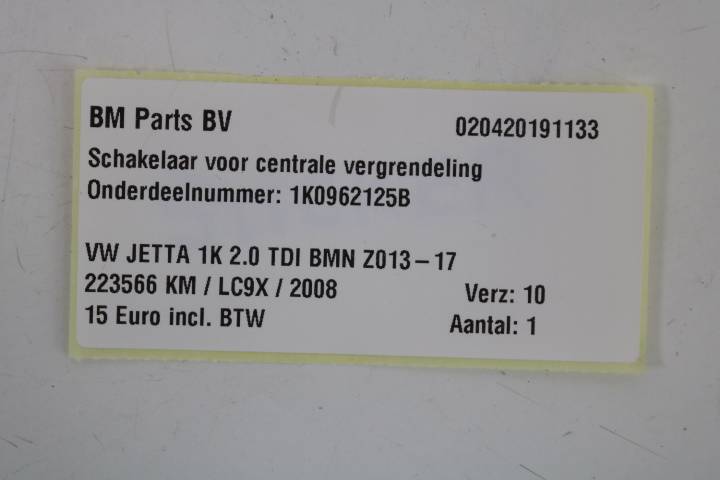 BM Parts BV 020420191133
Schakelaar voor centrale vergrendeling
Onderdeelnummer: 1K0962125B
VW JETTA 1K 2.0 TDI BMN Z013-17
223566 KM / LC9X / 2008 Verz: 10
15 Euro incl. BTW Aantal: 1